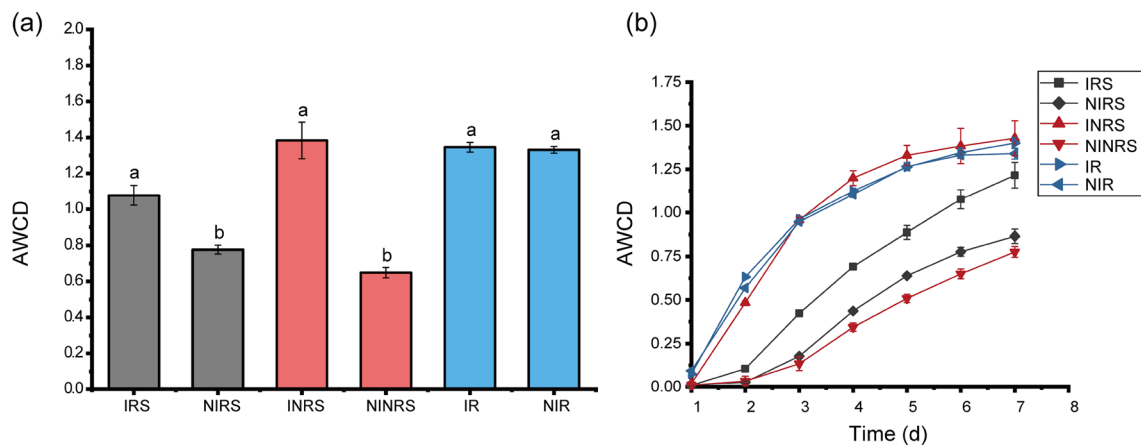 (a)
AWCD
2.0
1.8
1.6
1.4
1.2
1.0
0.8
0.6
0.4
0.2
0.0
a
b
a
b
a
a
IRS
NIRS
INRS
NINRS
IR
NIR
(b)
AWCD
1.75
1.50
1.25
1.00
0.75
0.50
0.25
0.00
1 2 3 4 5 6 7 8
Time (d)
IRS
NIRS
INRS
NINRS
IR
NIR